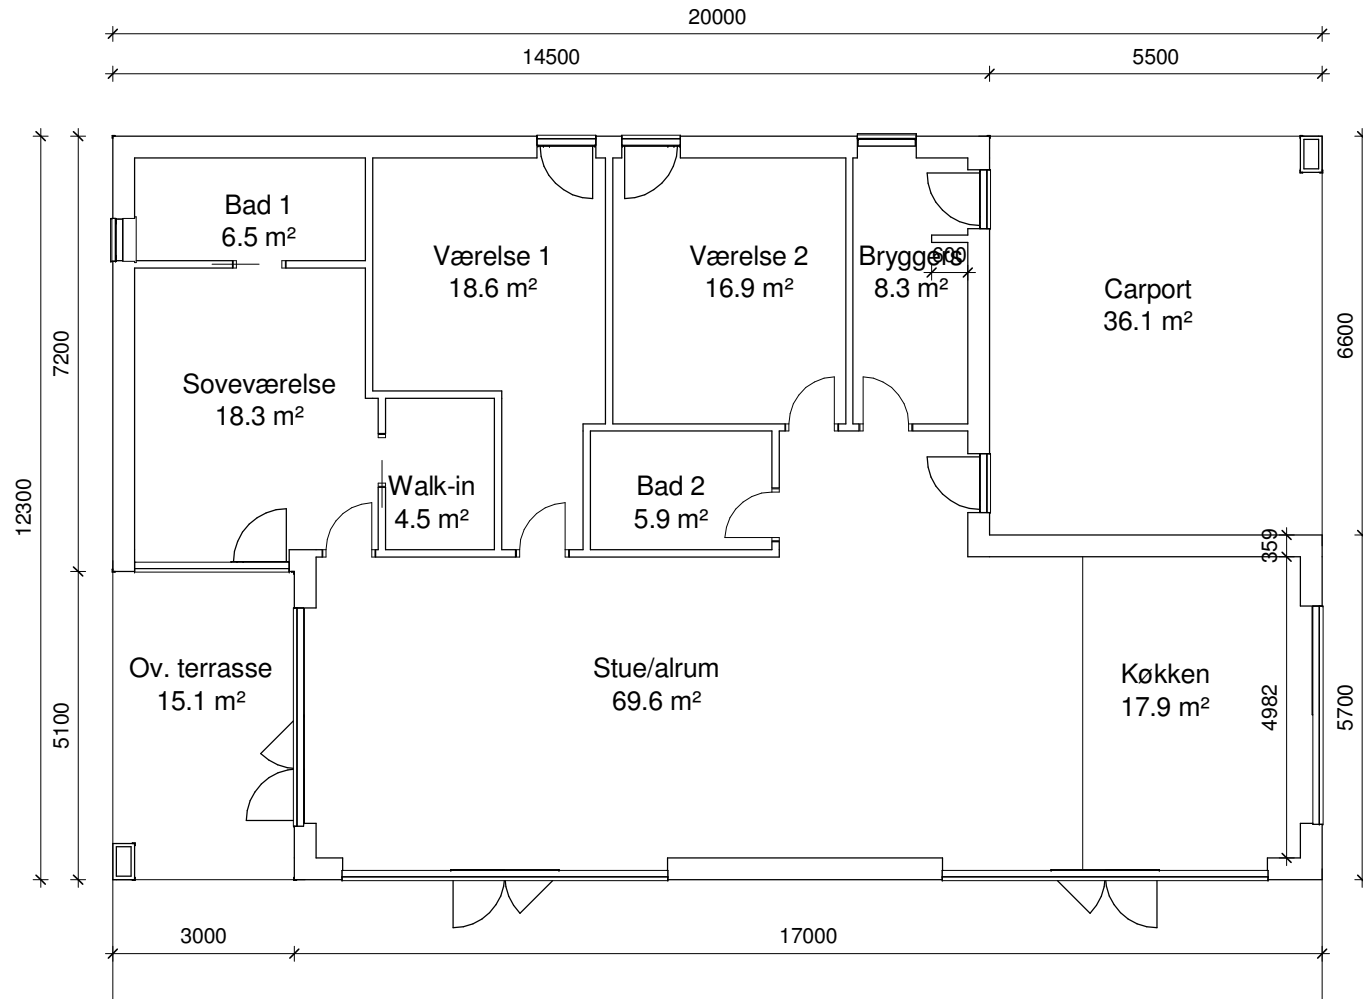 20000
14500
5500
Bad 1
6.5 m²
Værelse 1
18.6 m²
Værelse 2
16.9 m²
Bryggers
600
8.3 m²
Carport
36.1 m²
7200
6600
Soveværelse
18.3 m²
12300
Walk-in
4.5 m²
Bad 2
5.9 m²
359
Ov. terrasse
15.1 m²
Stue/alrum
69.6 m²
Køkken
17.9 m²
5100
4982
5700
3000
17000